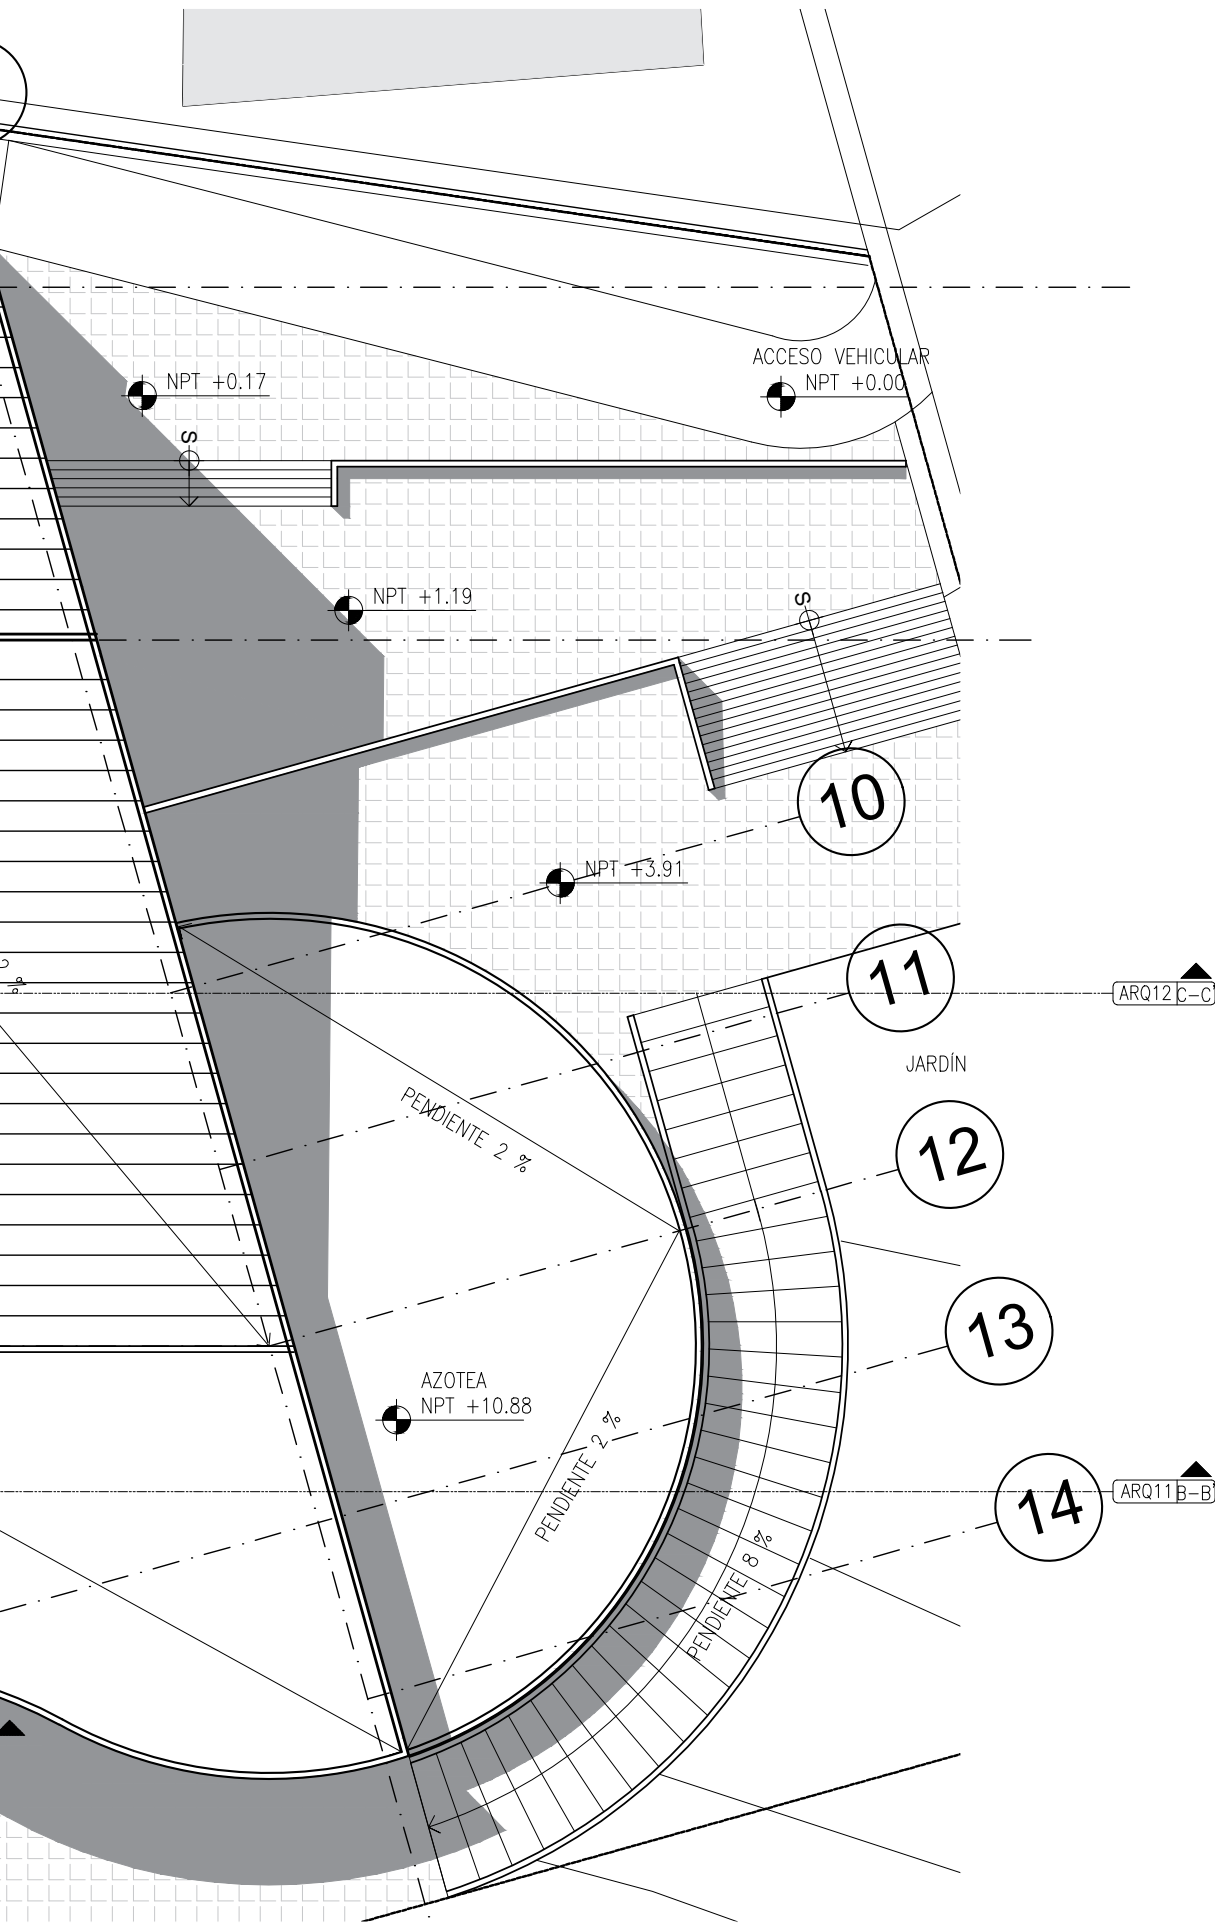 ACCESO VEHICULAR
NPT +0.00
NPT +0.17
S
NPT +1.19
S
10
NPT +3.91
11
2 %
ARQ12 C-C'
JARDÍN
PENDIENTE 2 %
12
13
AZOTEA
NPT +10.88
PENDIENTE 2 %
14
ARQ11 B-B'
PENDIENTE 8 %